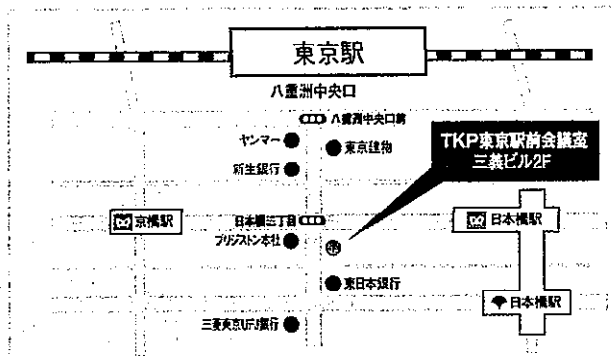 東京駅
八重洲中央口
八重洲中央口前
ヤンマー
東京建物
TKP東京駅前会議室
三義ビル2F
新生銀行
京橋駅
日本橋三丁目
日本橋駅
ブリジストン本社
東日本銀行
日本橋駅
三菱東京UFJ銀行